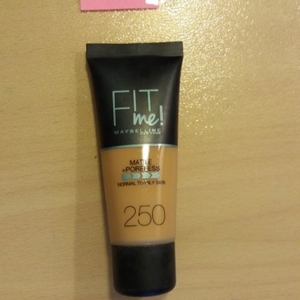 FIT
me!
MAYBELLINE
MATTE
+PORELESS
NORMAL TO OILY SKIN
250